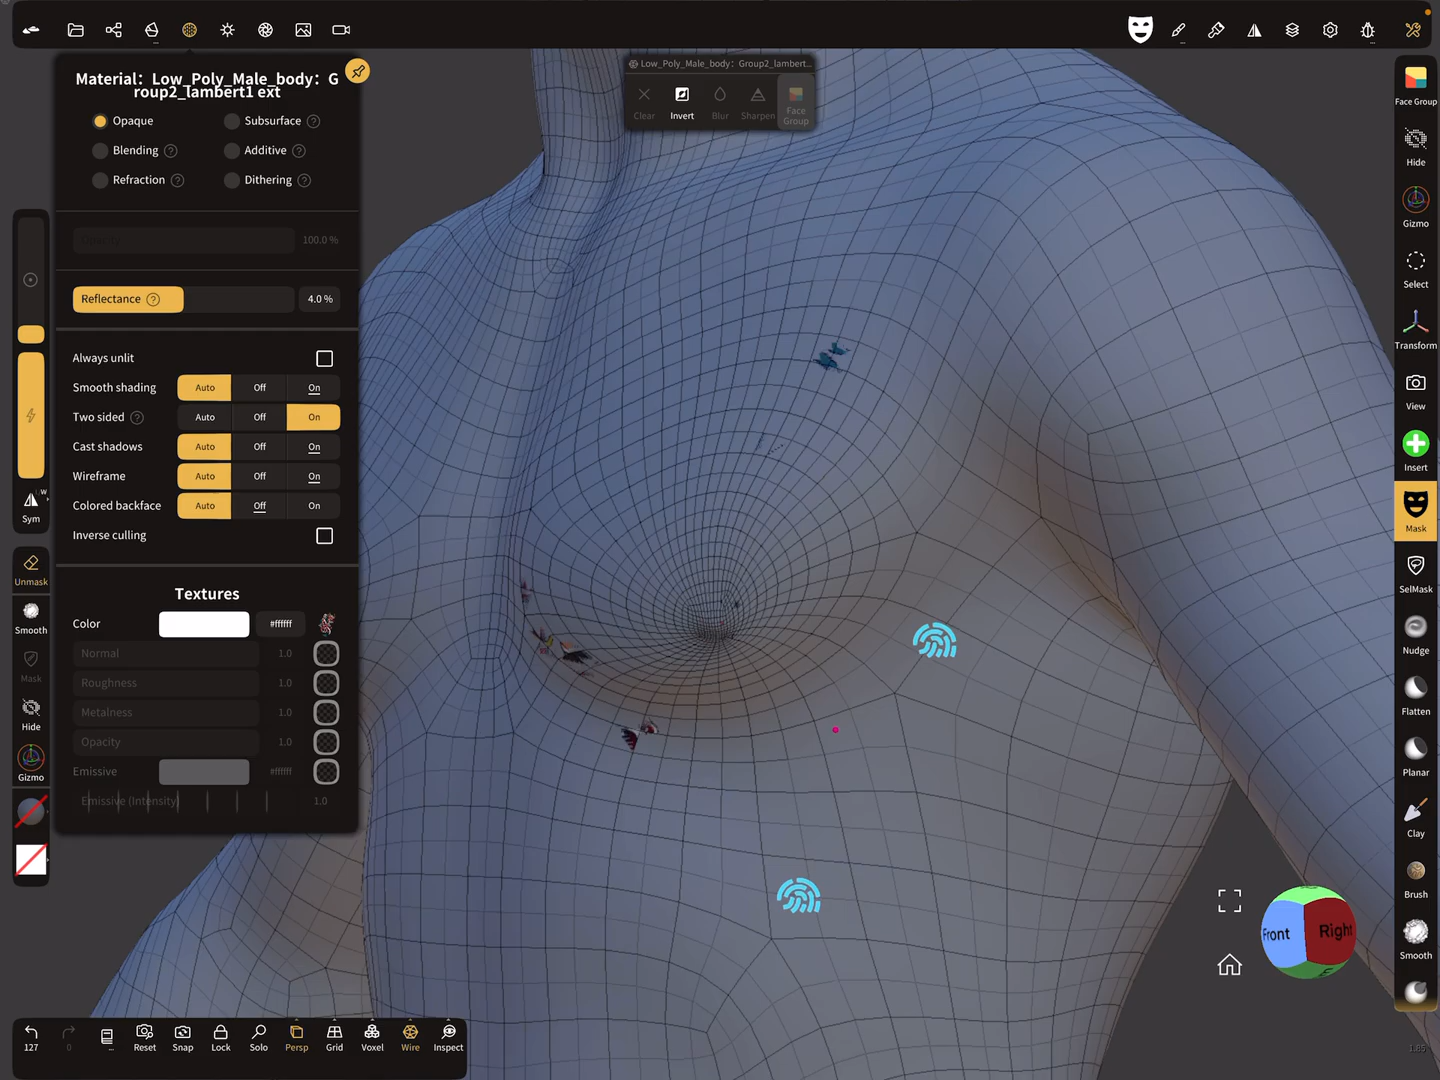 Material: Low_Poly_Male_body: G
roup2_lambert1 ext
Opaque
Subsurface ?
Blending ?
Additive ?
Refraction ?
Dithering ?
Opacity
100.0 %
Reflectance ?
4.0 %
Always unlit
Smooth shading
Auto
Off
On
Two sided ?
Auto
Off
On
Cast shadows
Auto
Off
On
Wireframe
Auto
Off
On
Colored backface
Auto
Off
On
Inverse culling
Textures
Color
#ffffff
Normal
1.0
Roughness
1.0
Metalness
1.0
Opacity
1.0
Emissive
#ffffff
Emissive (Intensity)
1.0
Low_Poly_Male_body: Group2_lambert...
Clear
Invert
Blur
Sharpen
Face
Group
W
Sym
Unmask
Smooth
Mask
Hide
Gizmo
Face Group
Hide
Gizmo
Select
Transform
View
Insert
Mask
SelMask
Nudge
Flatten
Planar
Clay
Brush
Smooth
Front
Right
127
0
...
Reset
Snap
Lock
Solo
Persp
Grid
Voxel
Wire
Inspect
1.85